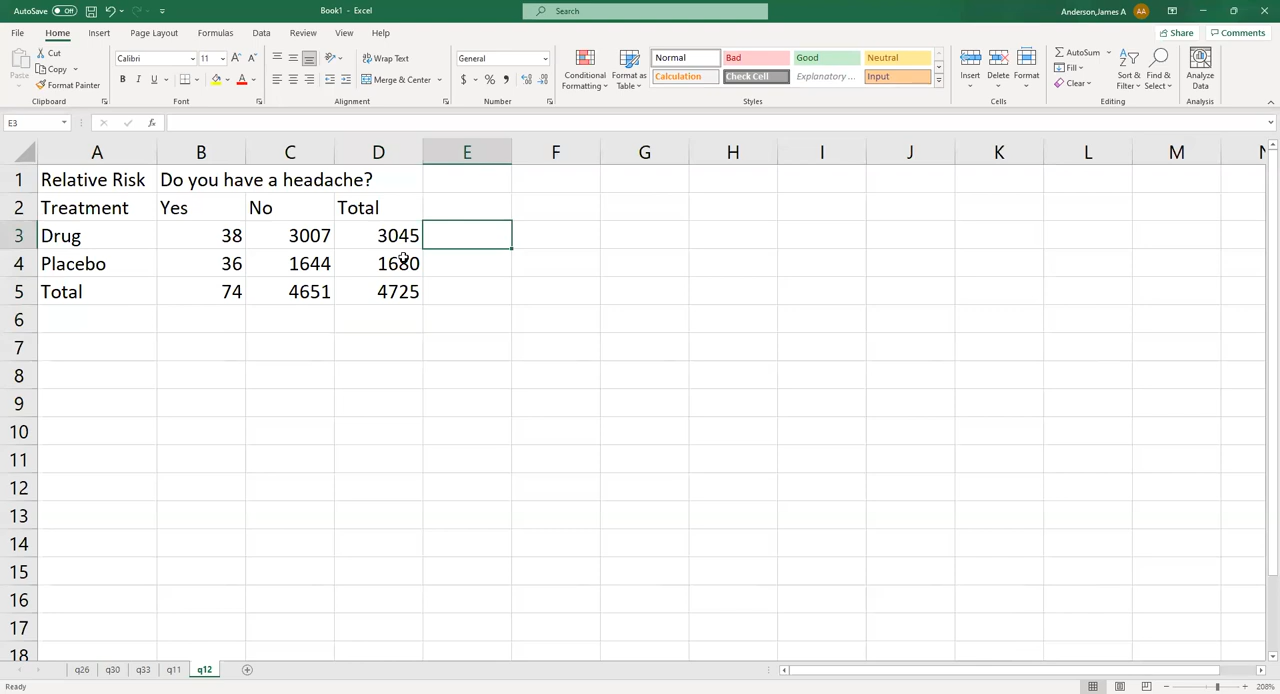 AutoSave Off Book1 - Excel Search Anderson,James A AA
File Home Insert Page Layout Formulas Data Review View Help Share Comments
Paste Cut Copy Format Painter Clipboard
Calibri 11 A A B I U A Font
Wrap Text Merge & Center Alignment
General $ % , Number
Conditional Formatting Format as Table
Normal Bad Good Neutral
Calculation Check Cell Explanatory ... Input
Styles
Insert Delete Format Cells
AutoSum Fill Clear Sort & Filter Find & Select Editing
Analyze Data Analysis
E3 fx
A B C D E F G H I J K L M
1 Relative Risk Do you have a headache?
2 Treatment Yes No Total
3 Drug 38 3007 3045
4 Placebo 36 1644 1680
5 Total 74 4651 4725
6
7
8
9
10
11
12
13
14
15
16
17
18
q26 q30 q33 q11 q12
Ready 208%